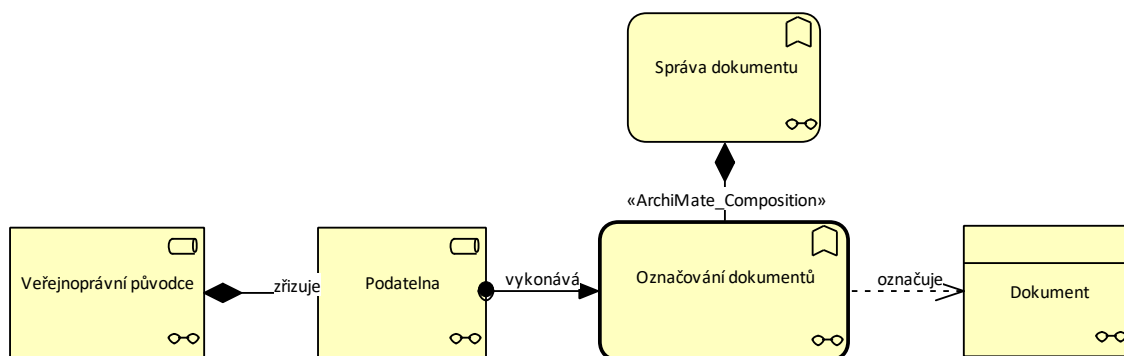 Správa dokumentu
«ArchiMate_Composition»
Veřejnoprávní původce
zřizuje
Podatelna
vykonává
Označování dokumentů
označuje
Dokument